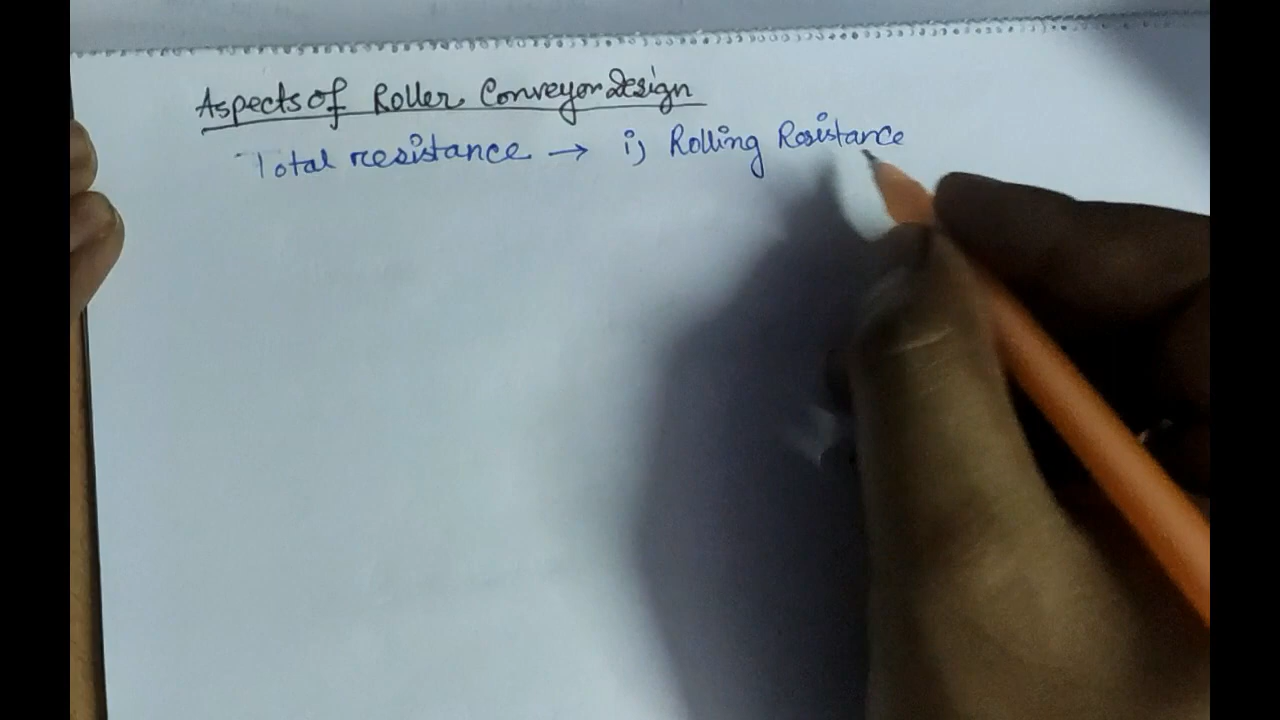 Aspects of Roller Conveyor Design
Total resistance → i) Rolling Resistance